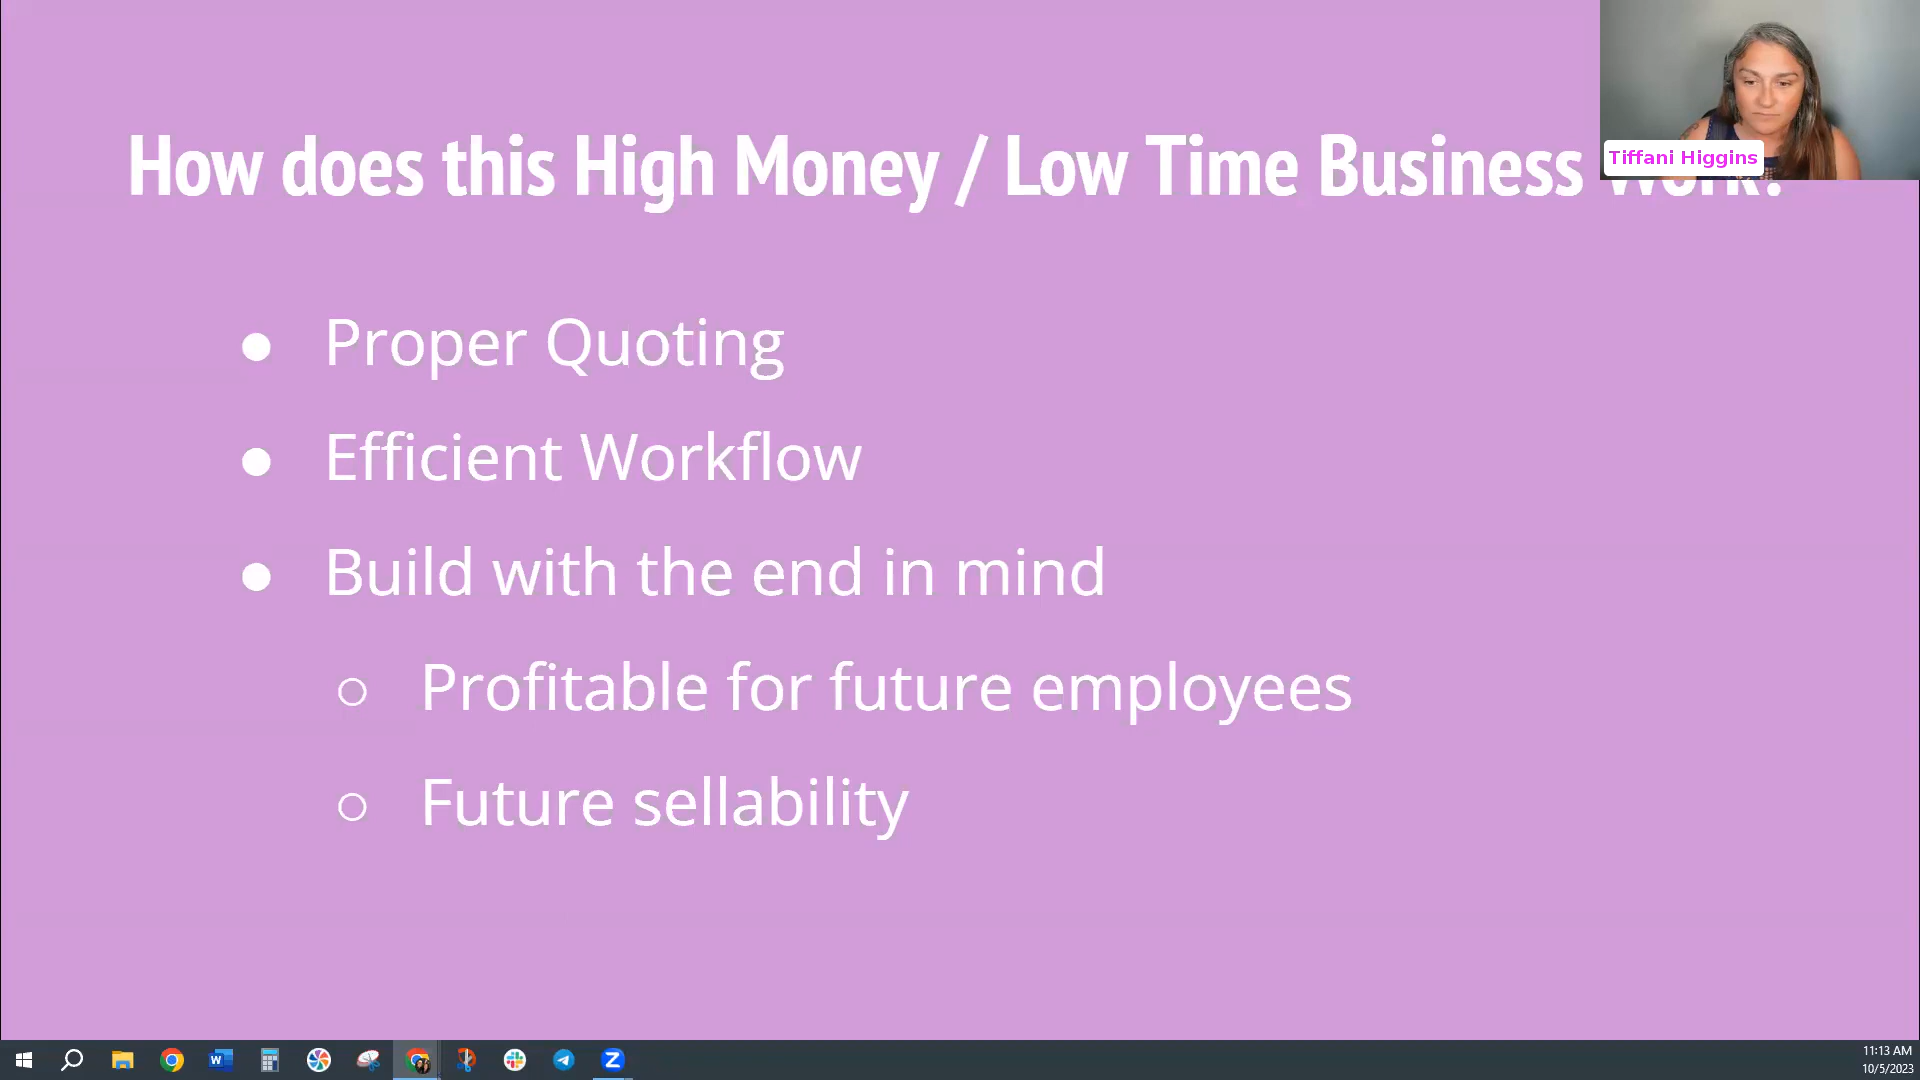 How does this High Money / Low Time Business Work?
Tiffani Higgins
● Proper Quoting
● Efficient Workflow
● Build with the end in mind
○ Profitable for future employees
○ Future sellability
11:13 AM
10/5/2023